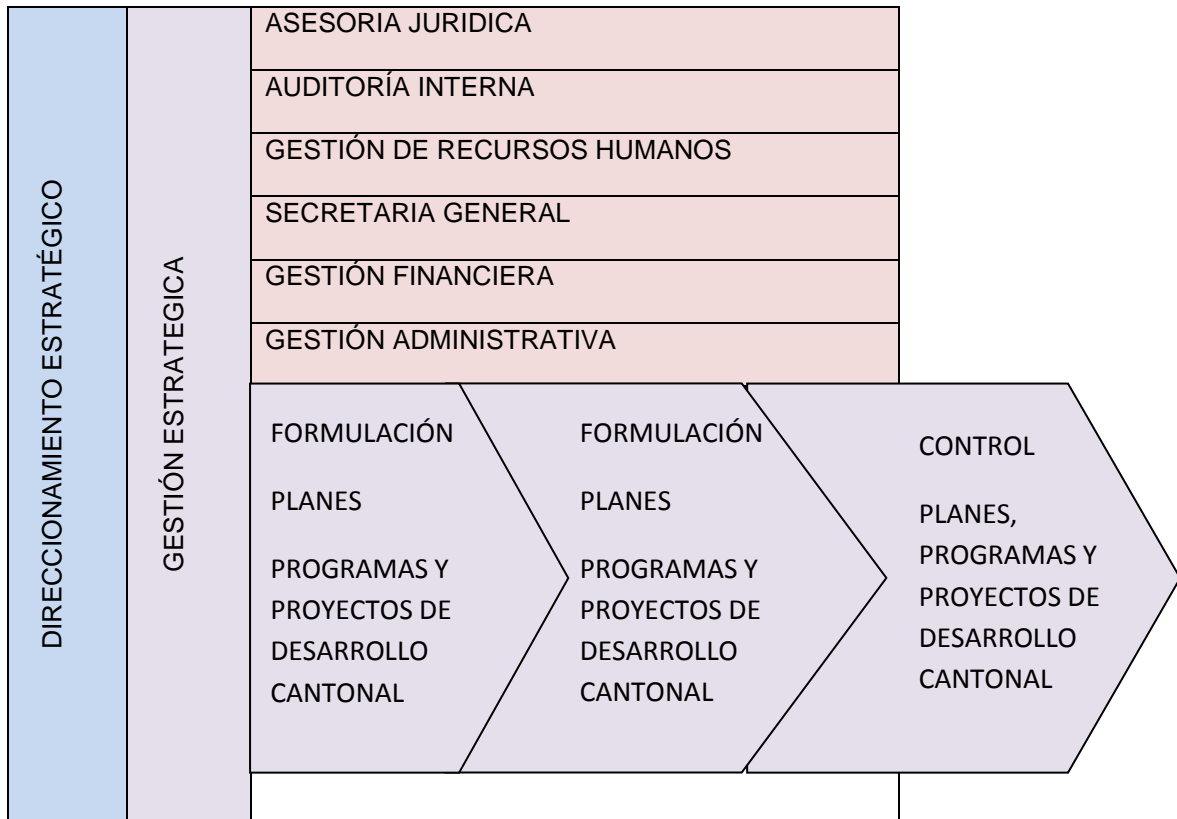 DIRECCIONAMIENTO ESTRATÉGICO
GESTIÓN ESTRATEGICA
ASESORIA JURIDICA
AUDITORÍA INTERNA
GESTIÓN DE RECURSOS HUMANOS
SECRETARIA GENERAL
GESTIÓN FINANCIERA
GESTIÓN ADMINISTRATIVA
FORMULACIÓN
PLANES
PROGRAMAS Y
PROYECTOS DE
DESARROLLO
CANTONAL
FORMULACIÓN
PLANES
PROGRAMAS Y
PROYECTOS DE
DESARROLLO
CANTONAL
CONTROL
PLANES,
PROGRAMAS Y
PROYECTOS DE
DESARROLLO
CANTONAL